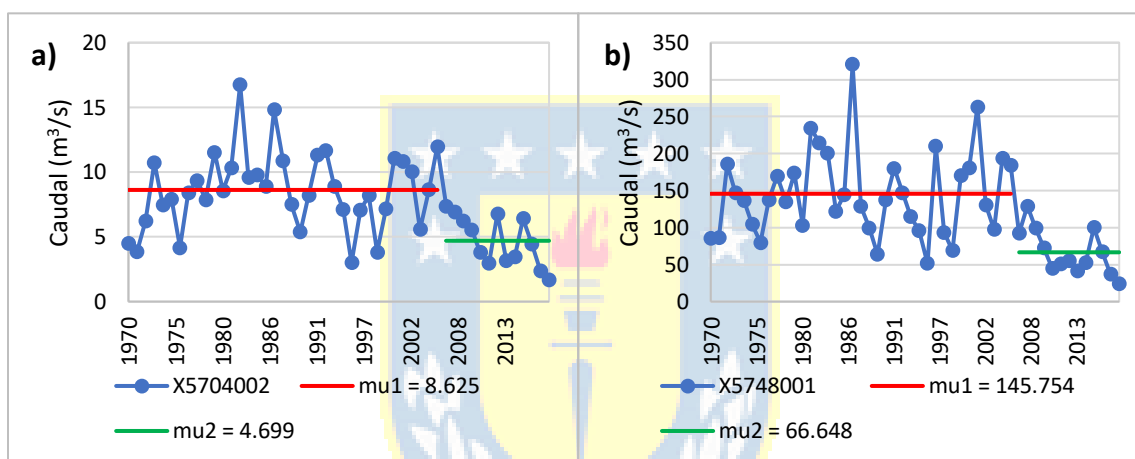 a)
Caudal (m³/s)
20
15
10
5
0
1970 1975 1980 1986 1991 1997 2002 2008 2013
X5704002 mu1 = 8.625
mu2 = 4.699
b)
Caudal (m³/s)
350
300
250
200
150
100
50
0
1970 1975 1980 1986 1991 1997 2002 2008 2013
X5748001 mu1 = 145.754
mu2 = 66.648